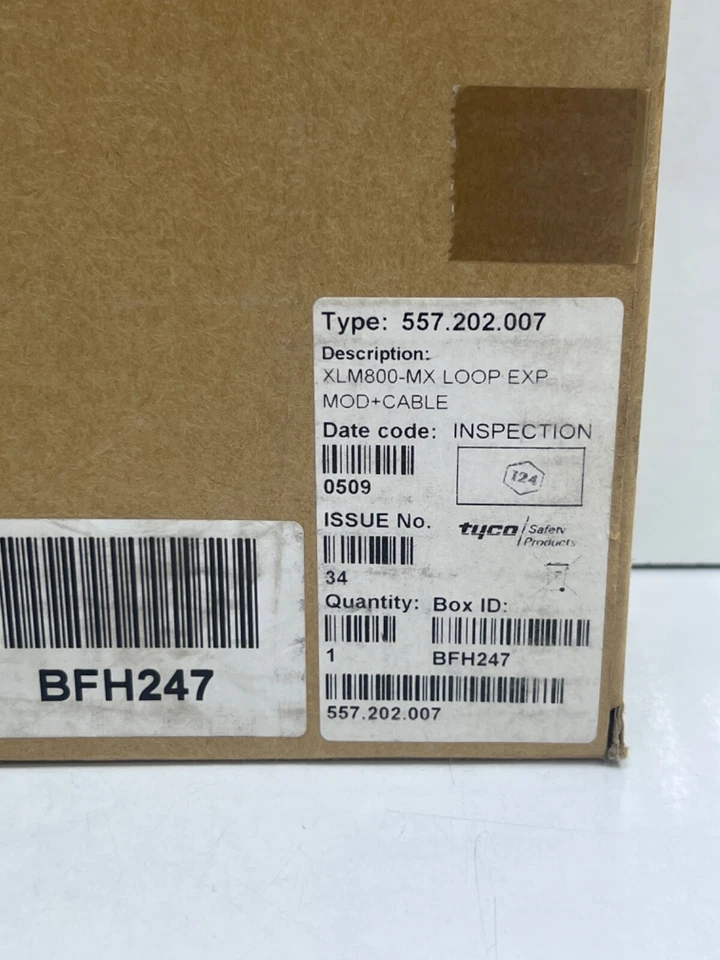 Type: 557.202.007
Description:
XLM800-MX LOOP EXP
MOD+CABLE
Date code: INSPECTION
124
0509
ISSUE No.
tyco Safety
Products
34
Quantity: Box ID:
1 BFH247
557.202.007
BFH247